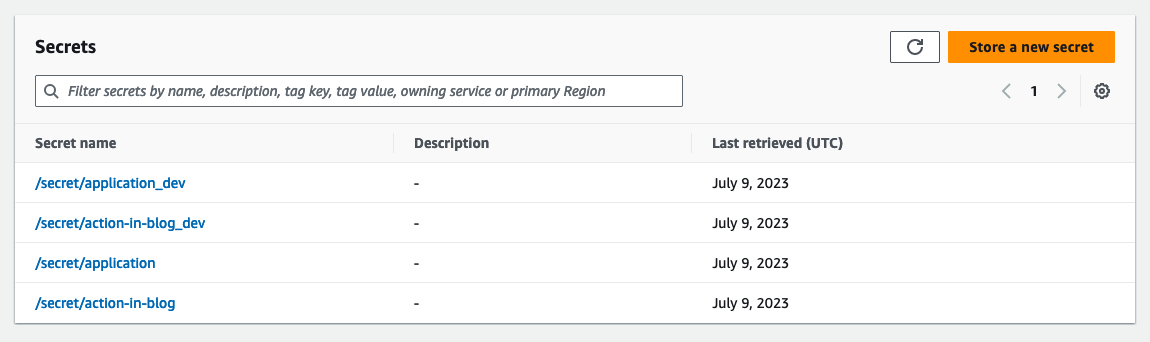 Secrets
Store a new secret
Filter secrets by name, description, tag key, tag value, owning service or primary Region
1
Secret name Description Last retrieved (UTC)
/secret/application_dev - July 9, 2023
/secret/action-in-blog_dev - July 9, 2023
/secret/application - July 9, 2023
/secret/action-in-blog - July 9, 2023